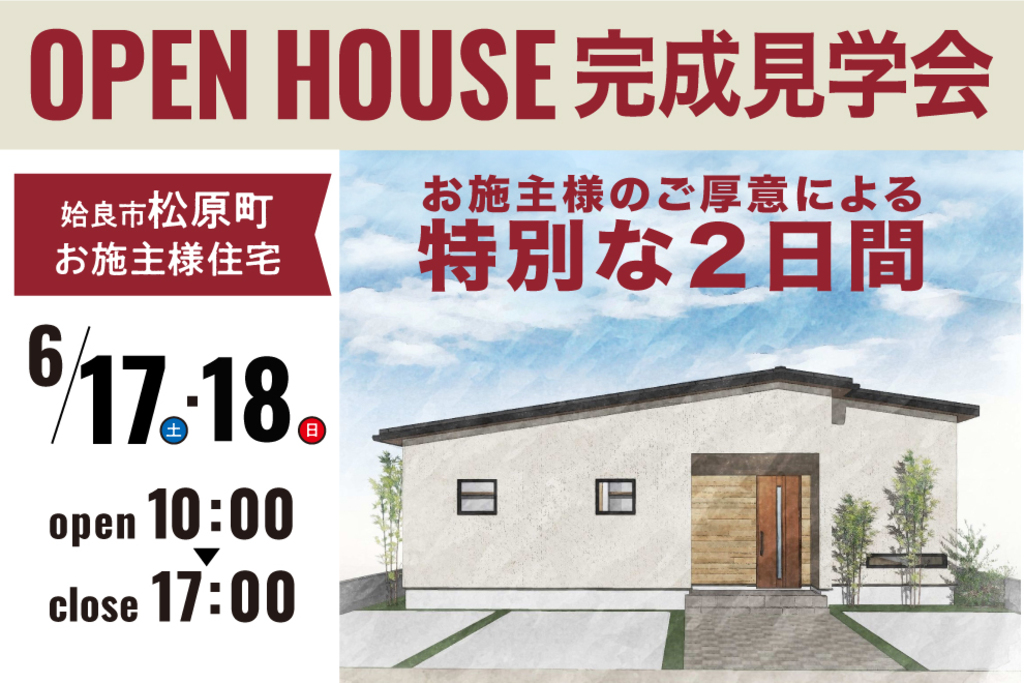 OPEN HOUSE 完成見学会
姶良市松原町
お施主様住宅
お施主様のご厚意による
特別な2日間
6/17土・18日
open 10:00
▼
close 17:00